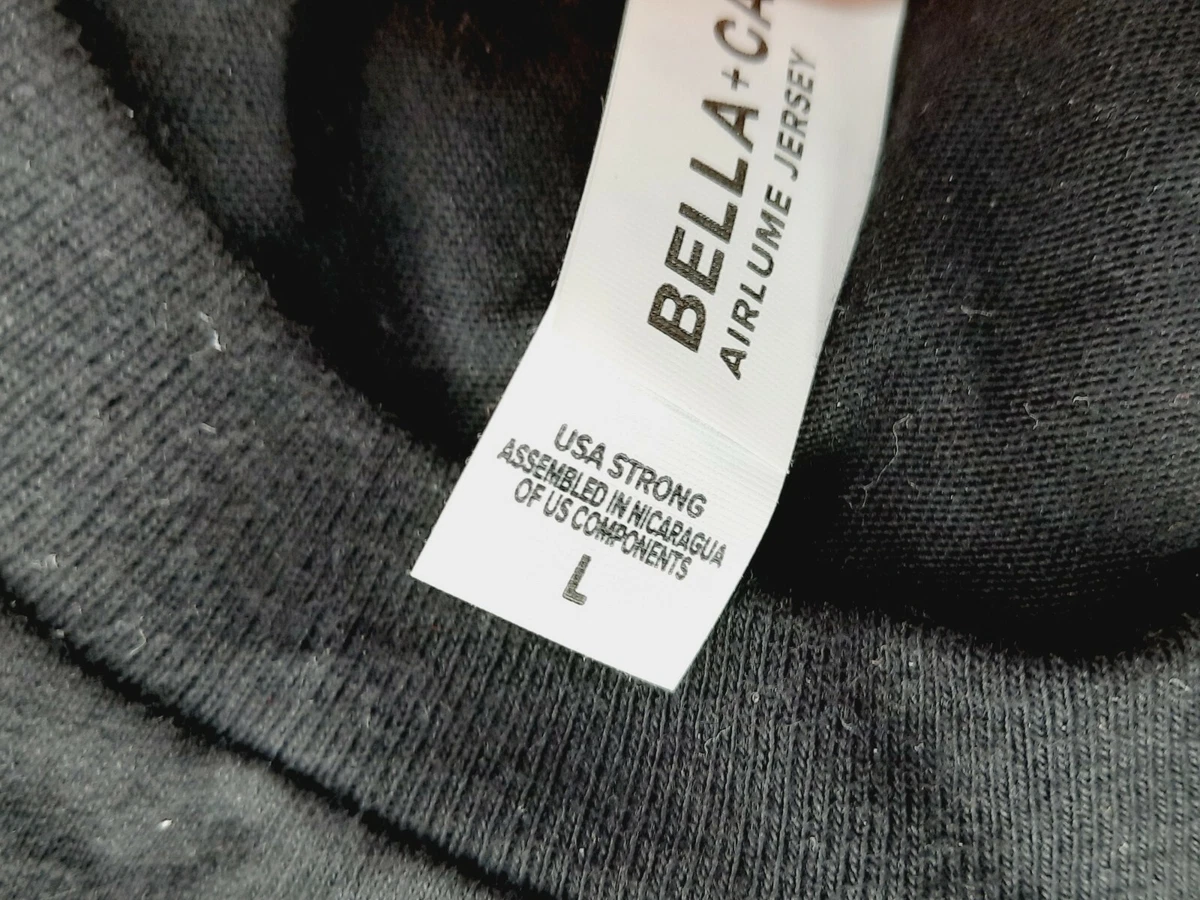 BELLA+CA
AIRLUME JERSEY
USA STRONG
ASSEMBLED IN NICARAGUA
OF US COMPONENTS
L